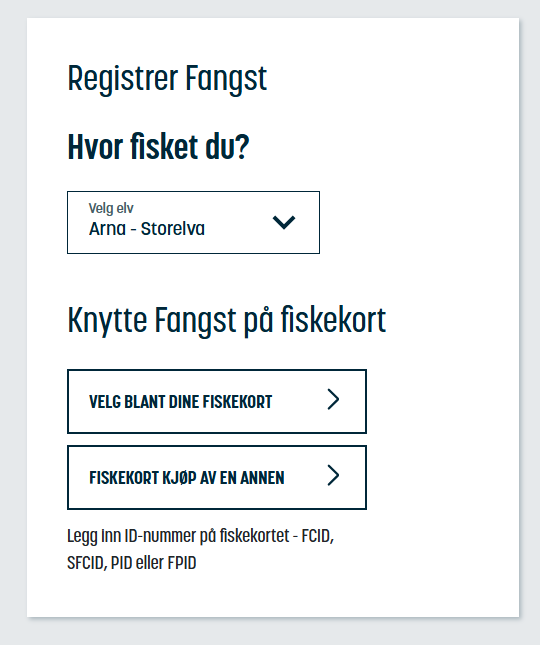 Registrer Fangst
Hvor fisket du?
Velg elv
Arna - Storelva
Knytte Fangst på fiskekort
VELG BLANT DINE FISKEKORT
FISKEKORT KJØP AV EN ANNEN
Legg Inn ID-nummer på fiskekortet - FCID,
SFCID, PID eller FPID